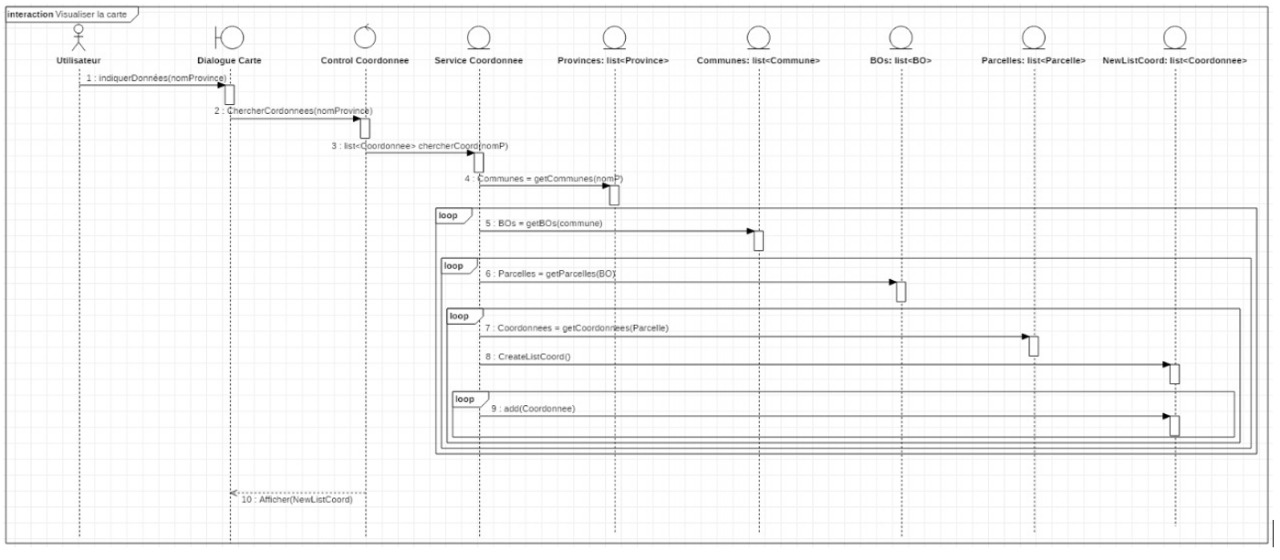 interaction Visualiser la carte
Utilisateur
Dialogue Carte
Control Coordonnee
Service Coordonnee
Provinces: list<Province>
Communes: list<Commune>
BOs: list<BO>
Parcelles: list<Parcelle>
NewListCoord: list<Coordonnee>
1 : indiquerDonnées(nomProvince)
2 : ChercherCordonnees(nomProvince)
3 : list<Coordonnee> chercherCoord(nomP)
4 : Communes = getCommunes(nomP)
loop
5 : BOs = getBOs(commune)
loop
6 : Parcelles = getParcelles(BO)
loop
7 : Coordonnees = getCoordonnees(Parcelle)
8 : CreateListCoord()
loop
9 : add(Coordonnee)
10 : Afficher(NewListCoord)